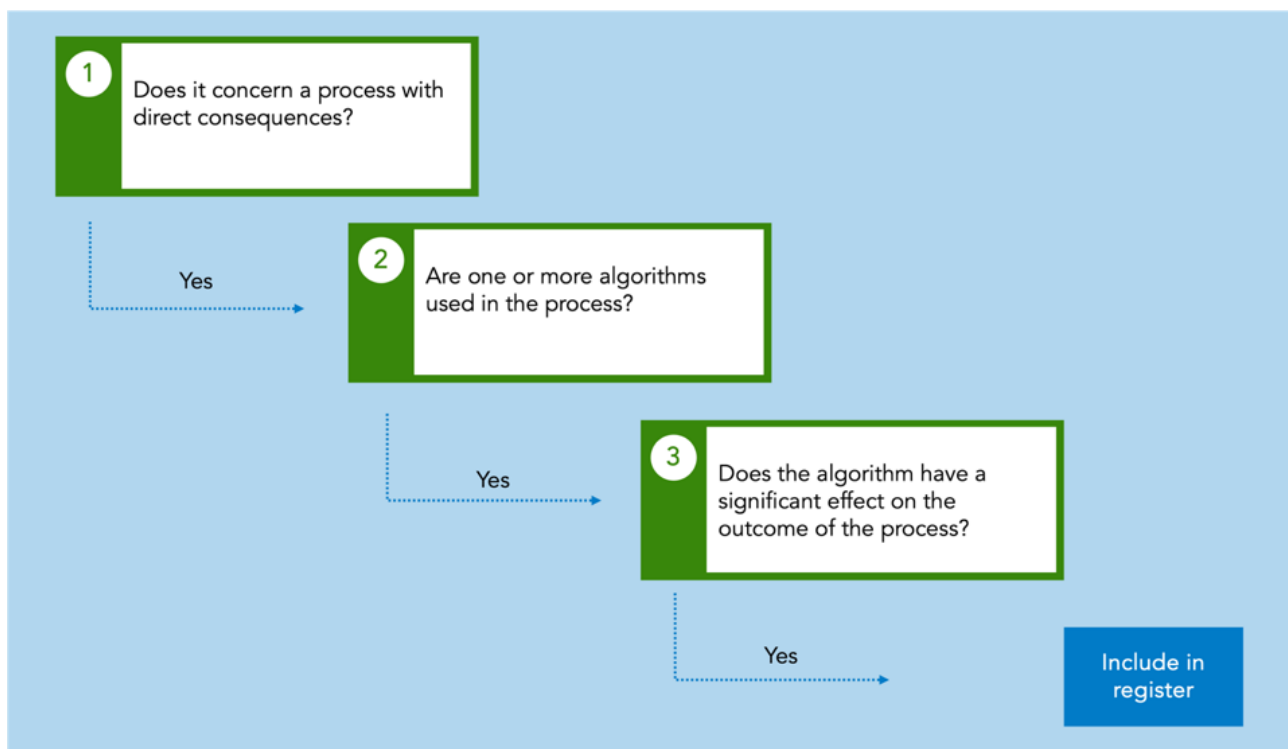 1
Does it concern a process with
direct consequences?
Yes
2
Are one or more algorithms
used in the process?
Yes
3
Does the algorithm have a
significant effect on the
outcome of the process?
Yes
Include in
register